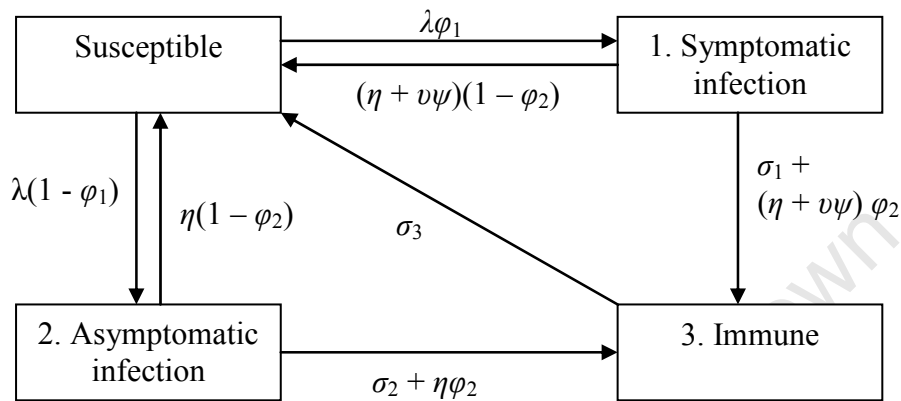 Susceptible
λφ1
1. Symptomatic
infection
(η + υψ)(1 – φ2)
λ(1 - φ1)
η(1 – φ2)
σ3
σ1 +
(η + υψ) φ2
2. Asymptomatic
infection
σ2 + ηφ2
3. Immune